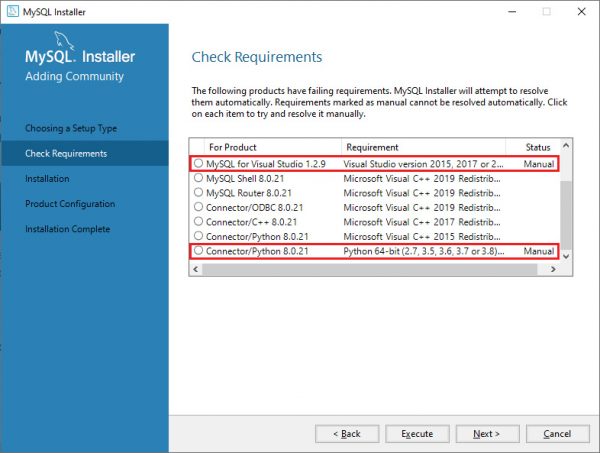 MySQL Installer
MySQL. Installer
Adding Community
Choosing a Setup Type
Check Requirements
Installation
Product Configuration
Installation Complete
Check Requirements
The following products have failing requirements. MySQL Installer will attempt to resolve
them automatically. Requirements marked as manual cannot be resolved automatically. Click
on each item to try and resolve it manually.
For Product Requirement Status
MySQL for Visual Studio 1.2.9 Visual Studio version 2015, 2017 or 2... Manual
MySQL Shell 8.0.21 Microsoft Visual C++ 2019 Redistrib...
MySQL Router 8.0.21 Microsoft Visual C++ 2019 Redistrib...
Connector/ODBC 8.0.21 Microsoft Visual C++ 2019 Redistrib...
Connector/C++ 8.0.21 Microsoft Visual C++ 2017 Redistrib...
Connector/Python 8.0.21 Microsoft Visual C++ 2015 Redistrib...
Connector/Python 8.0.21 Python 64-bit (2.7, 3.5, 3.6, 3.7 or 3.8)... Manual
< Back Execute Next > Cancel